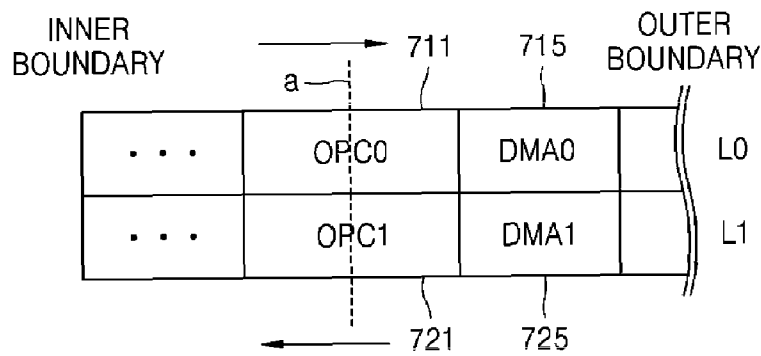 INNER BOUNDARY
OUTER BOUNDARY
711
715
a
• • •
OPC0
DMA0
L0
• • •
OPC1
DMA1
L1
721
725